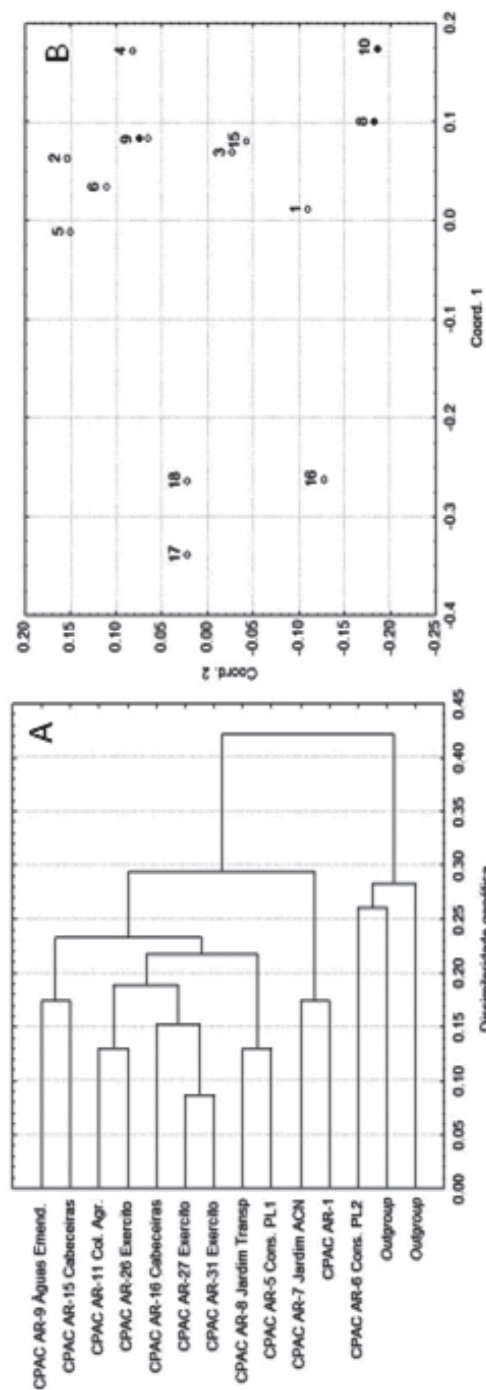 A
CPAC AR-9 Águas Emend.
CPAC AR-15 Cabeceiras
CPAC AR-11 Col. Agr.
CPAC AR-26 Exercito
CPAC AR-16 Cabeceiras
CPAC AR-27 Exercito
CPAC AR-31 Exercito
CPAC AR-8 Jardim Transp
CPAC AR-5 Cons. PL1
CPAC AR-7 Jardim ACN
CPAC AR-1
CPAC AR-6 Cons. PL2
Outgroup
Outgroup
0.00 0.05 0.10 0.15 0.20 0.25 0.30 0.35 0.40 0.45
Dissimilaridade genética
B
0.20
0.15
0.10
0.05
0.00
-0.05
-0.10
-0.15
-0.20
-0.25
Coord. 2
4
2
9
6
5
3
15
1
10
8
18
17
16
-0.4 -0.3 -0.2 -0.1 0.0 0.1 0.2
Coord. 1